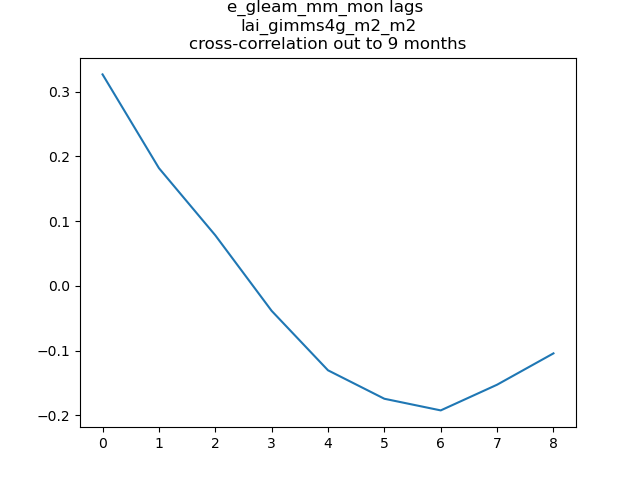 e_gleam_mm_mon lags
lai_gimms4g_m2_m2
cross-correlation out to 9 months
0.3
0.2
0.1
0.0
−0.1
−0.2
0 1 2 3 4 5 6 7 8